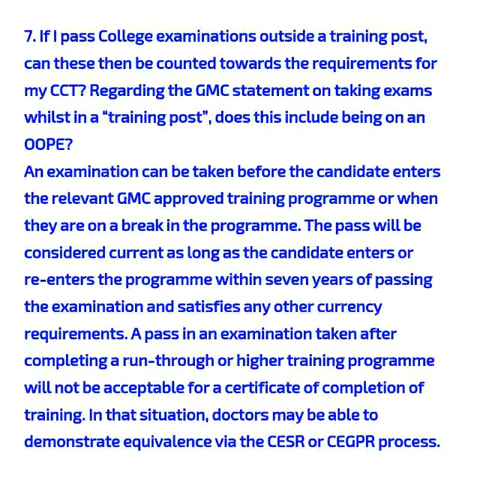 7. If I pass College examinations outside a training post,
can these then be counted towards the requirements for
my CCT? Regarding the GMC statement on taking exams
whilst in a “training post”, does this include being on an
OOPE?
An examination can be taken before the candidate enters
the relevant GMC approved training programme or when
they are on a break in the programme. The pass will be
considered current as long as the candidate enters or
re-enters the programme within seven years of passing
the examination and satisfies any other currency
requirements. A pass in an examination taken after
completing a run-through or higher training programme
will not be acceptable for a certificate of completion of
training. In that situation, doctors may be able to
demonstrate equivalence via the CESR or CEGPR process.